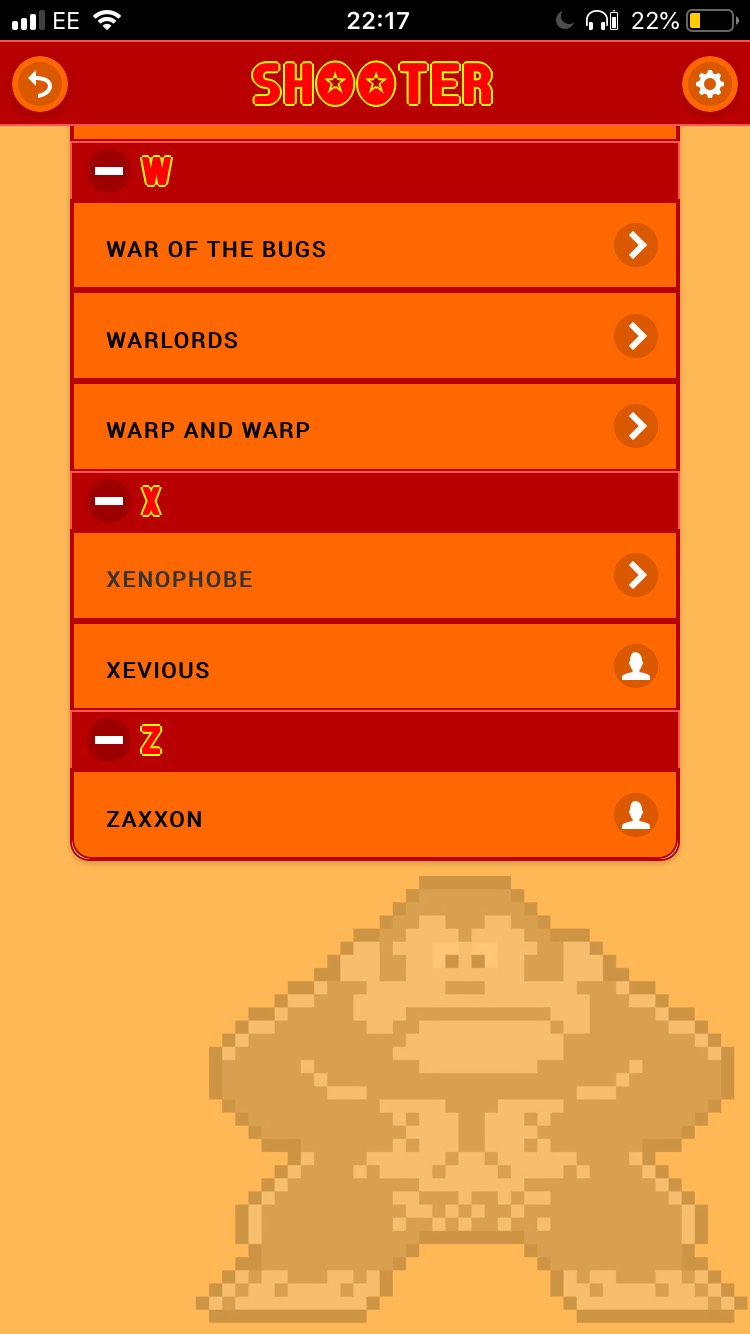 EE 22:17 22%
SHOOTER
W
WAR OF THE BUGS
WARLORDS
WARP AND WARP
X
XENOPHOBE
XEVIOUS
Z
ZAXXON